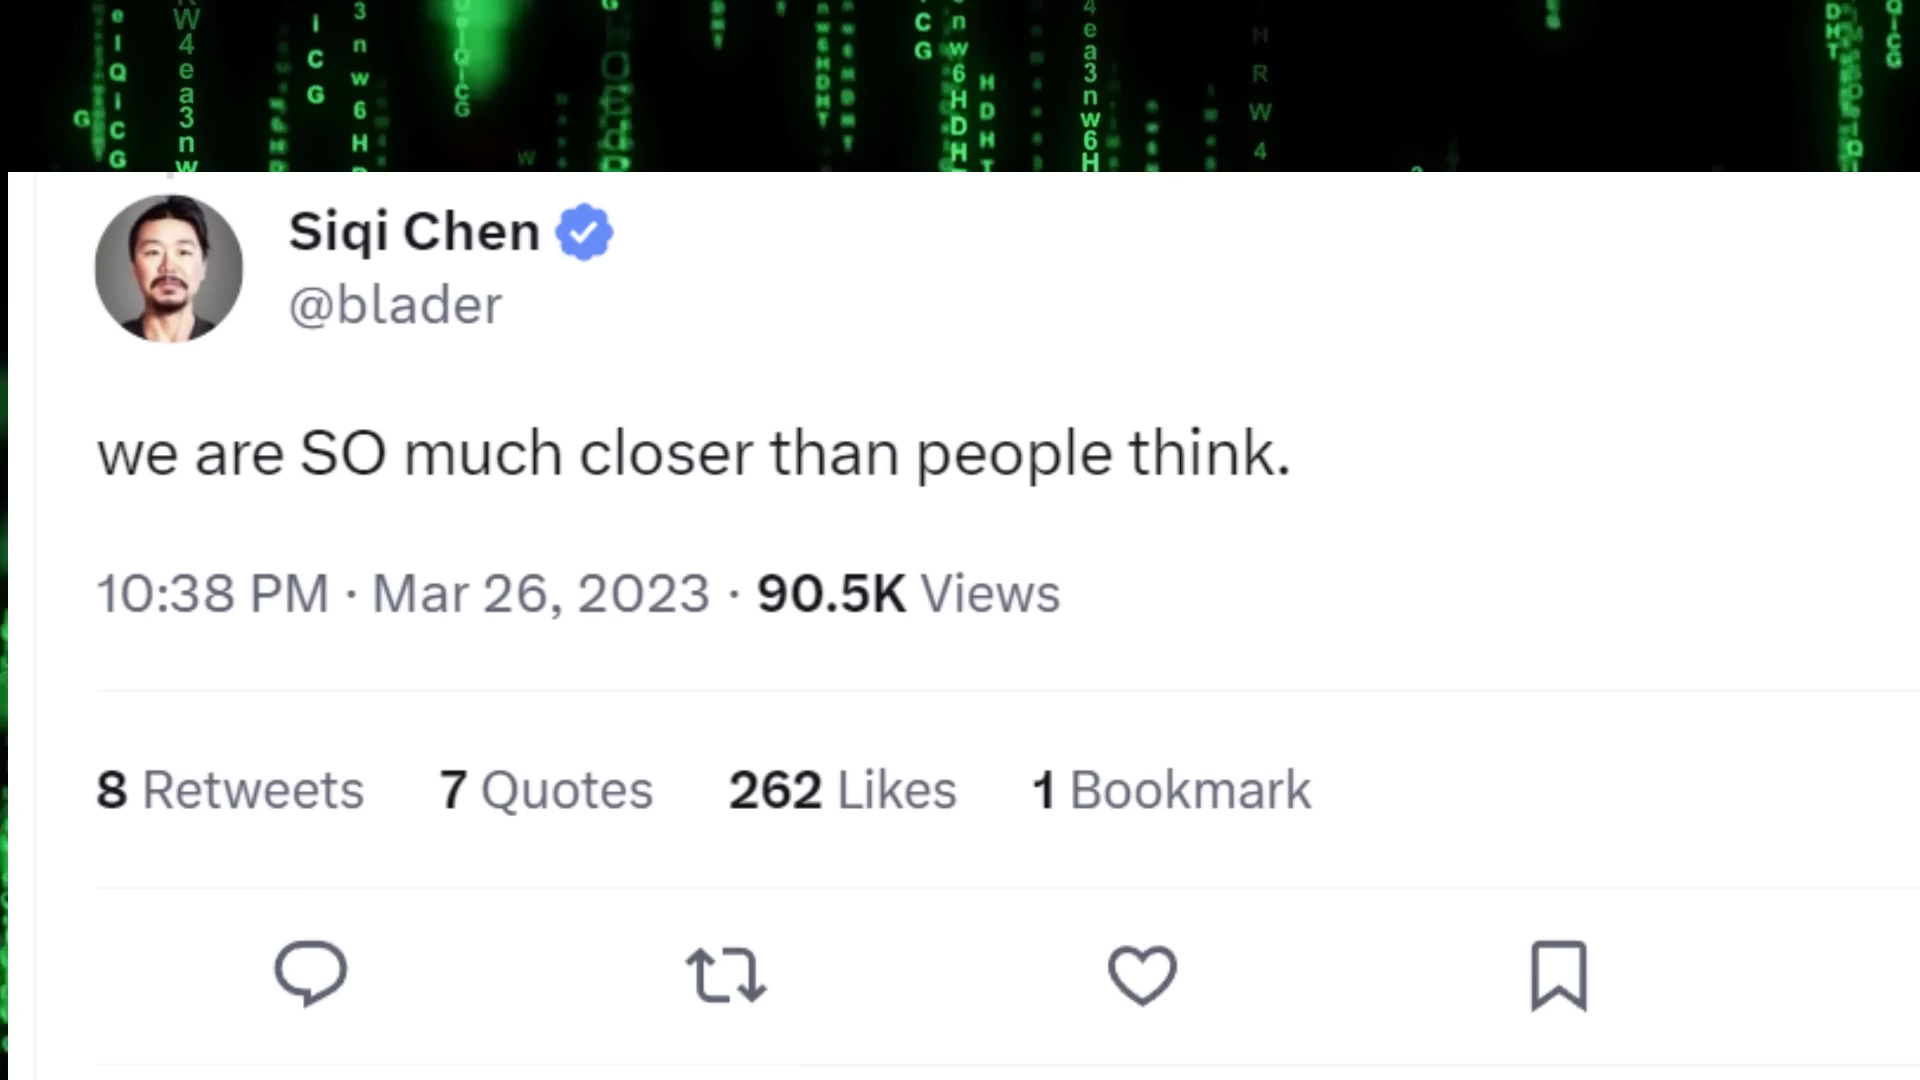 Siqi Chen
@blader
we are SO much closer than people think.
10:38 PM · Mar 26, 2023 · 90.5K Views
8 Retweets 7 Quotes 262 Likes 1 Bookmark